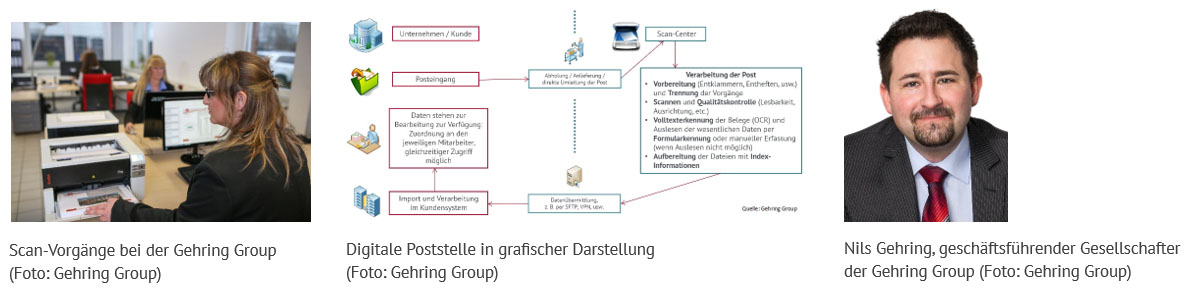 Unternehmen / Kunde
Posteingang
Abholung / Anlieferung /
direkte Umleitung der Post
Scan-Center
Verarbeitung der Post
• Vorbereitung (Entklammern, Entheften, usw.)
und Trennung der Vorgänge
• Scannen und Qualitätskontrolle (Lesbarkeit,
Ausrichtung, etc.)
• Volltexterkennung der Belege (OCR) und
Auslesen der wesentlichen Daten per
Formularkennung oder manueller Erfassung
(wenn Auslesen nicht möglich)
• Aufbereitung der Dateien mit Index-
Informationen
Daten stehen zur
Bearbeitung zur Verfügung:
Zuordnung an den
jeweiligen Mitarbeiter,
gleichzeitiger Zugriff
möglich
Import und Verarbeitung
im Kundensystem
Datenübermittlung,
z. B. per SFTP, VPN, usw.
Quelle: Gehring Group
Scan-Vorgänge bei der Gehring Group
(Foto: Gehring Group)
Digitale Poststelle in grafischer Darstellung
(Foto: Gehring Group)
Nils Gehring, geschäftsführender Gesellschafter
der Gehring Group (Foto: Gehring Group)